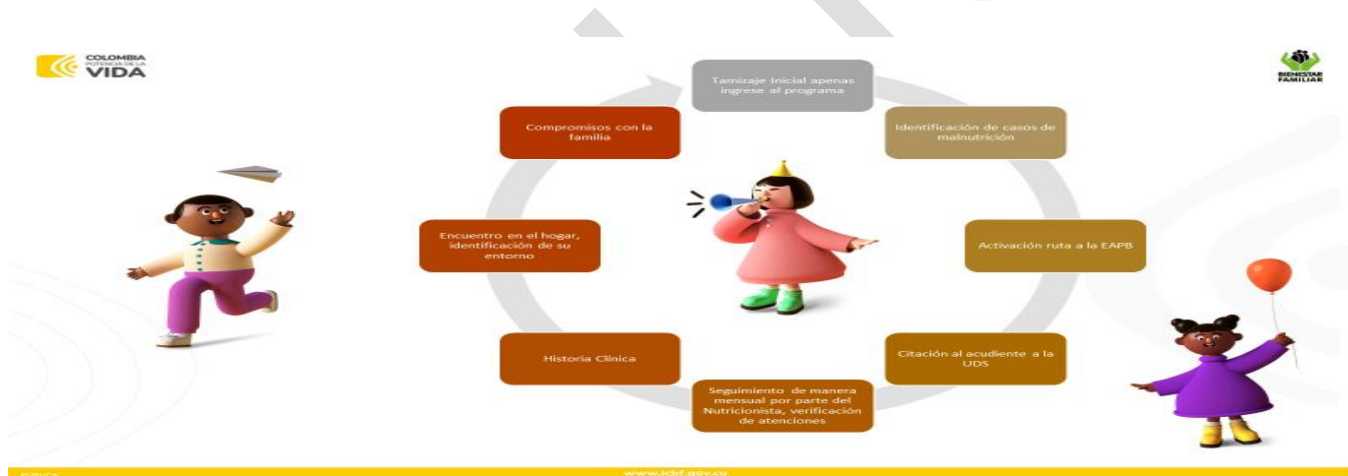 COLOMBIA
POTENCIA DE LA
VIDA
BIENESTAR
FAMILIAR
Tamizaje Inicial apenas
ingrese al programa
Identificación de casos de
malnutrición
Activación ruta a la EAPB
Citación al acudiente a la
UDS
Seguimiento de manera
mensual por parte del
Nutricionista, verificación
de atenciones
Historia Clínica
Encuentro en el hogar,
identificación de su
entorno
Compromisos con la
familia
PÚBLICA
www.icbf.gov.co